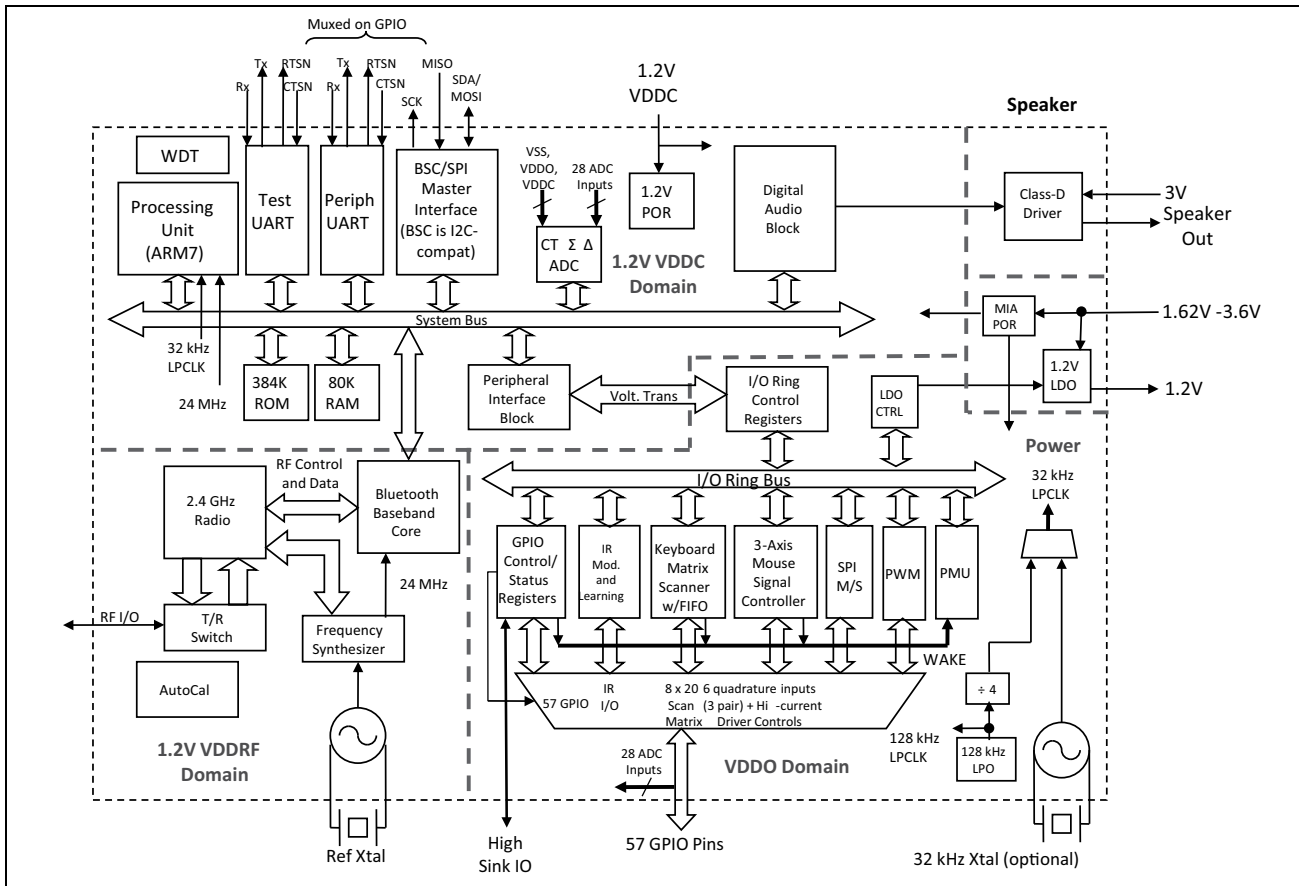 Muxed on GPIO
Tx
RTSN
Tx
RTSN
MISO
Rx
CTSN
Rx
CTSN
SCK
SDA/
MOSI
1.2V
VDDC
Speaker
WDT
Processing
Unit
(ARM7)
Test
UART
Periph
UART
BSC/SPI
Master
Interface
(BSC is I2C-
compat)
VSS,
VDDO,
VDDC
28 ADC
Inputs
CT Σ Δ
ADC
1.2V
POR
1.2V VDDC
Domain
Digital
Audio
Block
Class-D
Driver
3V
Speaker
Out
System Bus
MIA
POR
1.62V -3.6V
1.2V
LDO
1.2V
32 kHz
LPCLK
24 MHz
384K
ROM
80K
RAM
Peripheral
Interface
Block
Volt. Trans
I/O Ring
Control
Registers
LDO
CTRL
Power
RF Control
and Data
2.4 GHz
Radio
Bluetooth
Baseband
Core
I/O Ring Bus
32 kHz
LPCLK
GPIO
Control/
Status
Registers
IR
Mod.
and
Learning
Keyboard
Matrix
Scanner
w/FIFO
3-Axis
Mouse
Signal
Controller
SPI
M/S
PWM
PMU
24 MHz
RF I/O
T/R
Switch
Frequency
Synthesizer
WAKE
AutoCal
57 GPIO
IR
I/O
8 x 20
Scan
Matrix
6 quadrature inputs
(3 pair) + Hi -current
Driver Controls
÷ 4
128 kHz
LPCLK
128 kHz
LPO
1.2V VDDRF
Domain
28 ADC
Inputs
VDDO Domain
Ref Xtal
High
Sink IO
57 GPIO Pins
32 kHz Xtal (optional)